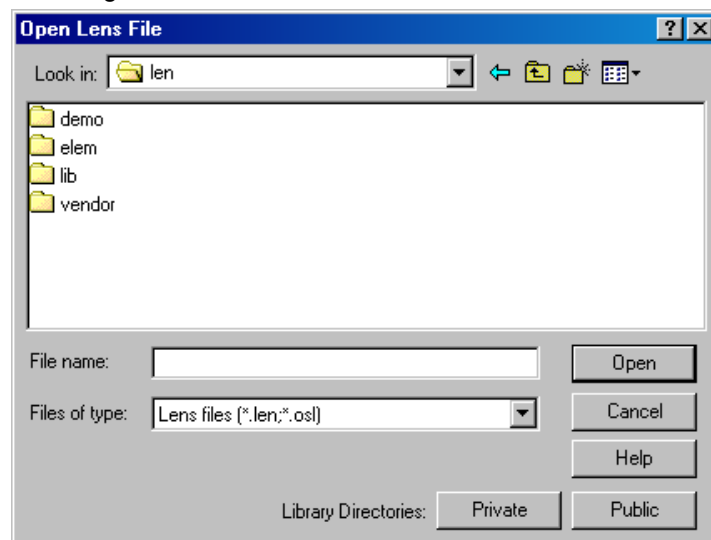 Open Lens File
Look in: len
demo
elem
lib
vendor
File name: Open
Files of type: Lens files (*.len;*.osl) Cancel
Help
Library Directories: Private Public